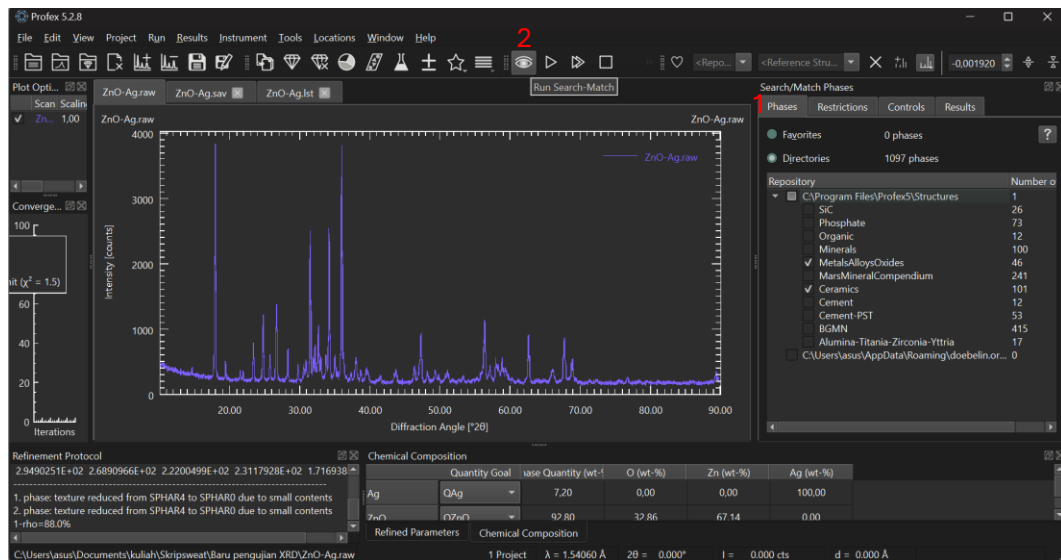 Profex 5.2.8
File Edit View Project Run Results Instrument Tools Locations Window Help
2
<Repo... <Reference Stru... -0,001920
Run Search-Match
Plot Opti...
Scan Scaling
Zn... 1,00
Converge...
100
nit (χ² = 1.5)
60
40
20
0
Iterations
ZnO-Ag.raw ZnO-Ag.sav ZnO-Ag.lst
ZnO-Ag.raw ZnO-Ag.raw
ZnO-Ag.raw
4000
3000
2000
1000
0
Intensity [counts]
20.00 30.00 40.00 50.00 60.00 70.00 80.00 90.00
Diffraction Angle [°2θ]
Search/Match Phases
1
Phases Restrictions Controls Results
Favorites 0 phases ?
Directories 1097 phases
Repository Number o
C:\Program Files\Profex5\Structures 1
SiC 26
Phosphate 73
Organic 12
Minerals 100
MetalsAlloysOxides 46
MarsMineralCompendium 241
Ceramics 101
Cement 12
Cement-PST 53
BGMN 415
Alumina-Titania-Zirconia-Yttria 17
C:\Users\asus\AppData\Roaming\doebelin.or... 0
Refinement Protocol
2.9490251E+02 2.6890966E+02 2.2200499E+02 2.3117928E+02 1.716938
1. phase: texture reduced from SPHAR4 to SPHAR0 due to small contents
2. phase: texture reduced from SPHAR4 to SPHAR0 due to small contents
1-rho=88.0%
Chemical Composition
Quantity Goal hase Quantity (wt-% O (wt-%) Zn (wt-%) Ag (wt-%)
Ag QAg 7,20 0,00 0,00 100,00
ZnO QZnO 92,80 32,86 67,14 0,00
Refined Parameters Chemical Composition
C:\Users\asus\Documents\kuliah\Skripsweat\Baru pengujian XRD\ZnO-Ag.raw 1 Project λ = 1.54060 Å 2θ = 0.000° I = 0.000 cts d = 0.000 Å